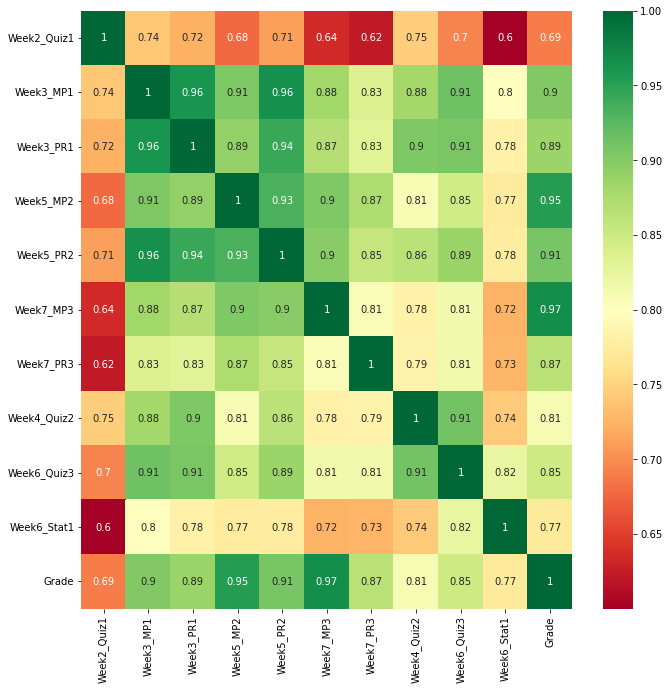 Week2_Quiz1 1 0.74 0.72 0.68 0.71 0.64 0.62 0.75 0.7 0.6 0.69
Week3_MP1 0.74 1 0.96 0.91 0.96 0.88 0.83 0.88 0.91 0.8 0.9
Week3_PR1 0.72 0.96 1 0.89 0.94 0.87 0.83 0.9 0.91 0.78 0.89
Week5_MP2 0.68 0.91 0.89 1 0.93 0.9 0.87 0.81 0.85 0.77 0.95
Week5_PR2 0.71 0.96 0.94 0.93 1 0.9 0.85 0.86 0.89 0.78 0.91
Week7_MP3 0.64 0.88 0.87 0.9 0.9 1 0.81 0.78 0.81 0.72 0.97
Week7_PR3 0.62 0.83 0.83 0.87 0.85 0.81 1 0.79 0.81 0.73 0.87
Week4_Quiz2 0.75 0.88 0.9 0.81 0.86 0.78 0.79 1 0.91 0.74 0.81
Week6_Quiz3 0.7 0.91 0.91 0.85 0.89 0.81 0.81 0.91 1 0.82 0.85
Week6_Stat1 0.6 0.8 0.78 0.77 0.78 0.72 0.73 0.74 0.82 1 0.77
Grade 0.69 0.9 0.89 0.95 0.91 0.97 0.87 0.81 0.85 0.77 1
Week2_Quiz1
Week3_MP1
Week3_PR1
Week5_MP2
Week5_PR2
Week7_MP3
Week7_PR3
Week4_Quiz2
Week6_Quiz3
Week6_Stat1
Grade
1.00
0.95
0.90
0.85
0.80
0.75
0.70
0.65